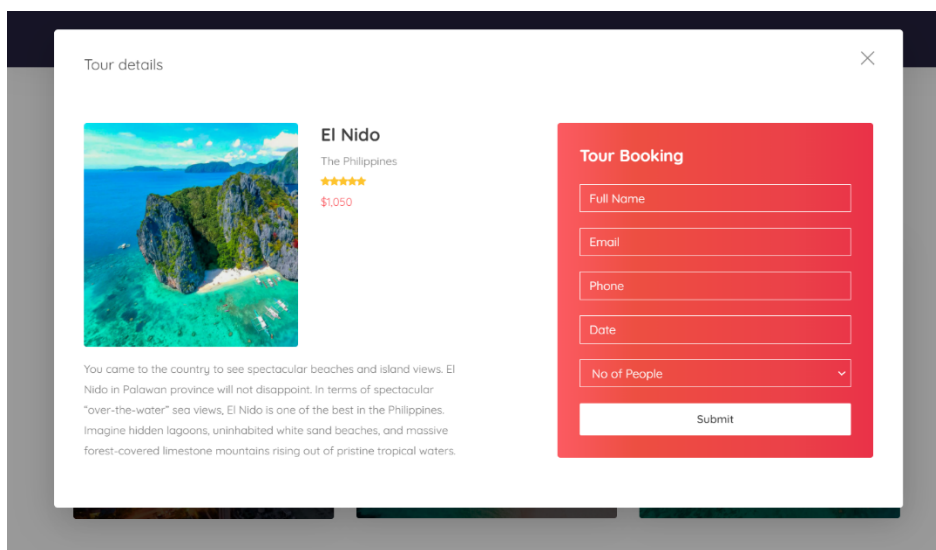 Tour details
El Nido
The Philippines
$1,050
You came to the country to see spectacular beaches and island views. El
Nido in Palawan province will not disappoint. In terms of spectacular
“over-the-water” sea views, El Nido is one of the best in the Philippines.
Imagine hidden lagoons, uninhabited white sand beaches, and massive
forest-covered limestone mountains rising out of pristine tropical waters.
Tour Booking
Full Name
Email
Phone
Date
No of People
Submit